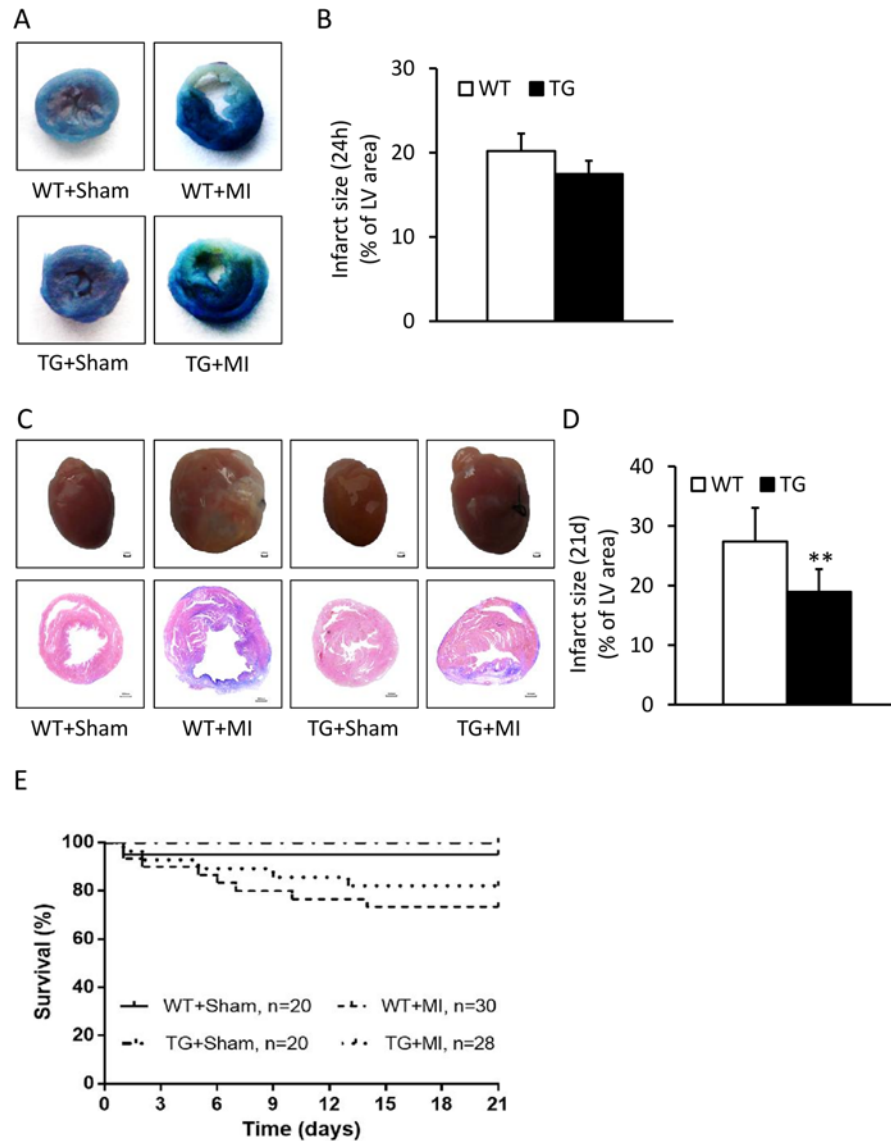 A
WT+Sham
WT+MI
TG+Sham
TG+MI
B
Infarct size (24h)
(% of LV area)
30
20
10
0
WT TG
C
WT+Sham WT+MI TG+Sham TG+MI
D
Infarct size (21d)
(% of LV area)
40
30
20
10
0
WT TG
**
E
Survival (%)
100
80
60
40
20
0
WT+Sham, n=20 WT+MI, n=30
TG+Sham, n=20 TG+MI, n=28
0 3 6 9 12 15 18 21
Time (days)